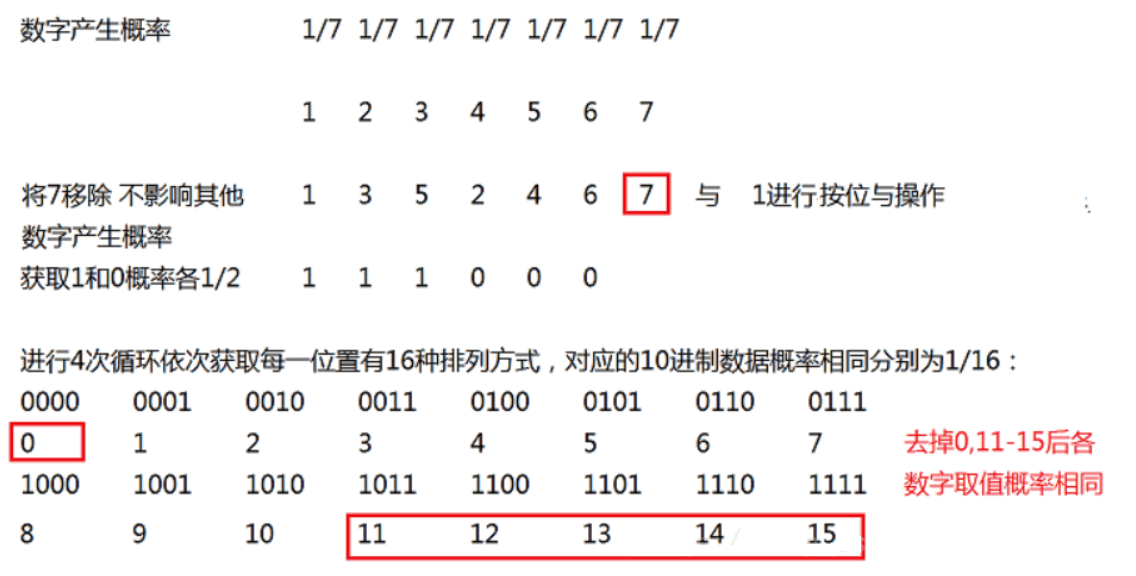 数字产生概率 1/7 1/7 1/7 1/7 1/7 1/7 1/7
1 2 3 4 5 6 7
将7移除 不影响其他 1 3 5 2 4 6 7 与 1进行按位与操作
数字产生概率
获取1和0概率各1/2 1 1 1 0 0 0
进行4次循环依次获取每一位置有16种排列方式，对应的10进制数据概率相同分别为1/16：
0000 0001 0010 0011 0100 0101 0110 0111
0 1 2 3 4 5 6 7 去掉0,11-15后各
1000 1001 1010 1011 1100 1101 1110 1111 数字取值概率相同
8 9 10 11 12 13 14 15